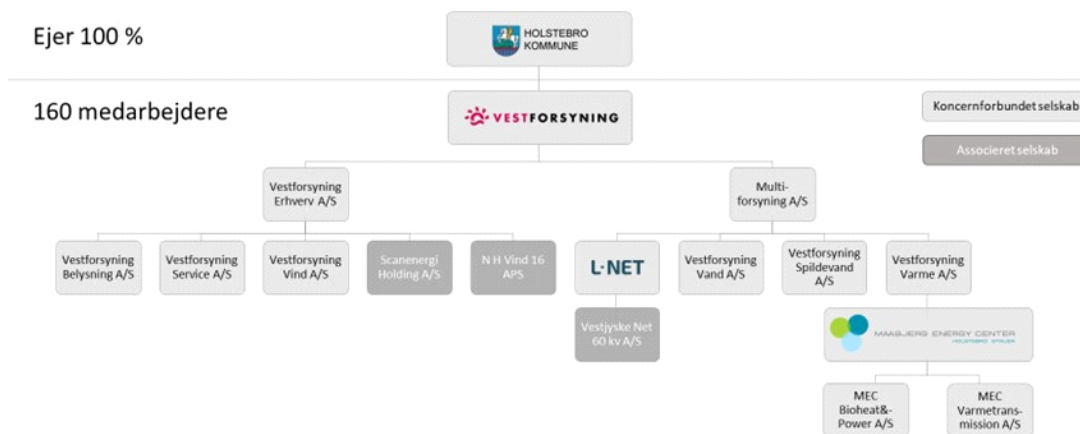 Ejer 100 %
HOLSTEBRO
KOMMUNE
160 medarbejdere
VESTFORSYNING
Koncernforbundet selskab
Associeret selskab
Vestforsyning
Erhverv A/S
Multi-
forsyning A/S
Vestforsyning
Belysning A/S
Vestforsyning
Service A/S
Vestforsyning
Vind A/S
Scanenergi
Holding A/S
N H Vind 16
APS
L·NET
Vestforsyning
Vand A/S
Vestforsyning
Spildevand
A/S
Vestforsyning
Varme A/S
Vestjyske Net
60 kv A/S
MAABJERG ENERGY CENTER
HOLSTEBRO STRUER
MEC
Bioheat&-
Power A/S
MEC
Varmetrans-
mission A/S